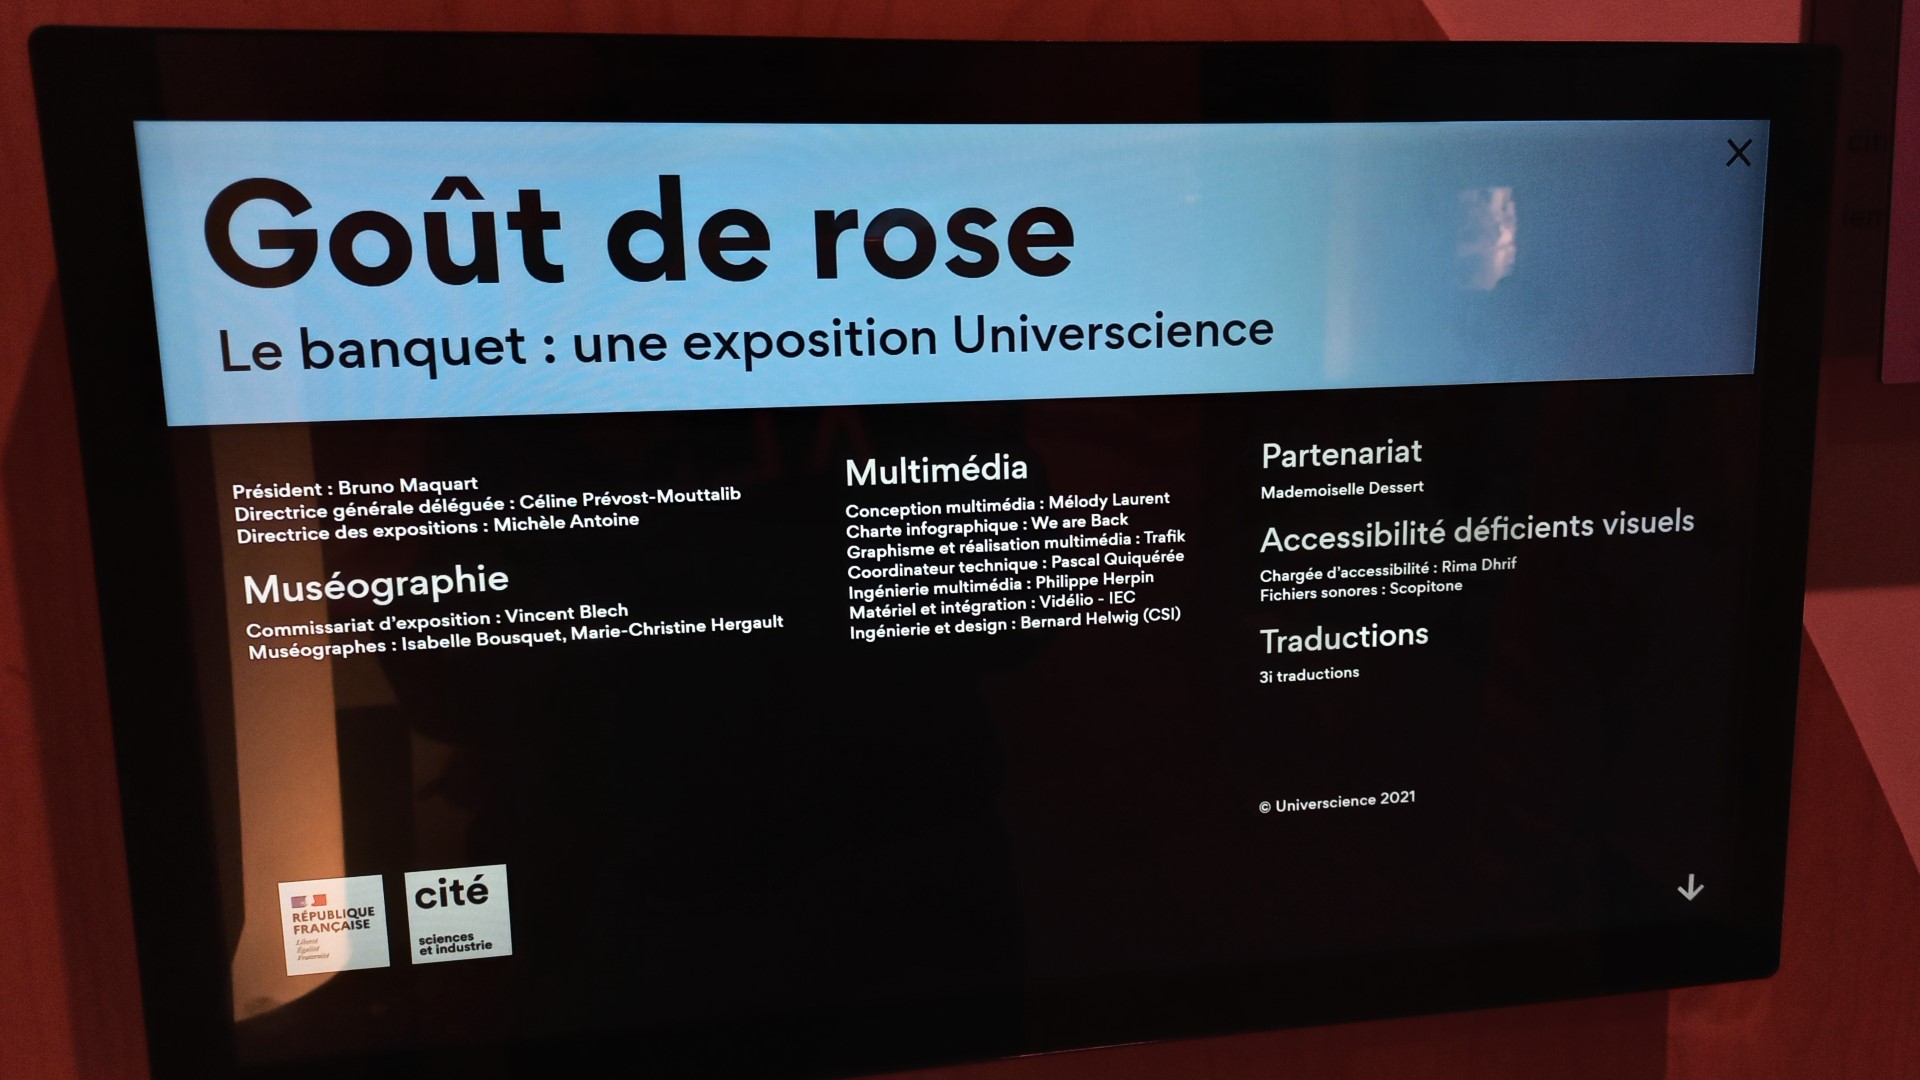 Goût de rose
Le banquet : une exposition Universcience
Président : Bruno Maquart
Directrice générale déléguée : Céline Prévost-Mouttalib
Directrice des expositions : Michèle Antoine
Muséographie
Commissariat d'exposition : Vincent Blech
Muséographes : Isabelle Bousquet, Marie-Christine Hergault
Multimédia
Conception multimédia : Mélody Laurent
Charte infographique : We are Back
Graphisme et réalisation multimédia : Trafik
Coordinateur technique : Pascal Quiquérée
Ingénierie multimédia : Philippe Herpin
Matériel et intégration : Vidélio - IEC
Ingénierie et design : Bernard Helwig (CSI)
Partenariat
Mademoiselle Dessert
Accessibilité déficients visuels
Chargée d'accessibilité : Rima Dhrif
Fichiers sonores : Scopitone
Traductions
3i traductions
© Universcience 2021
RÉPUBLIQUE
FRANÇAISE
Liberté
Égalité
Fraternité
cité
sciences
et industrie